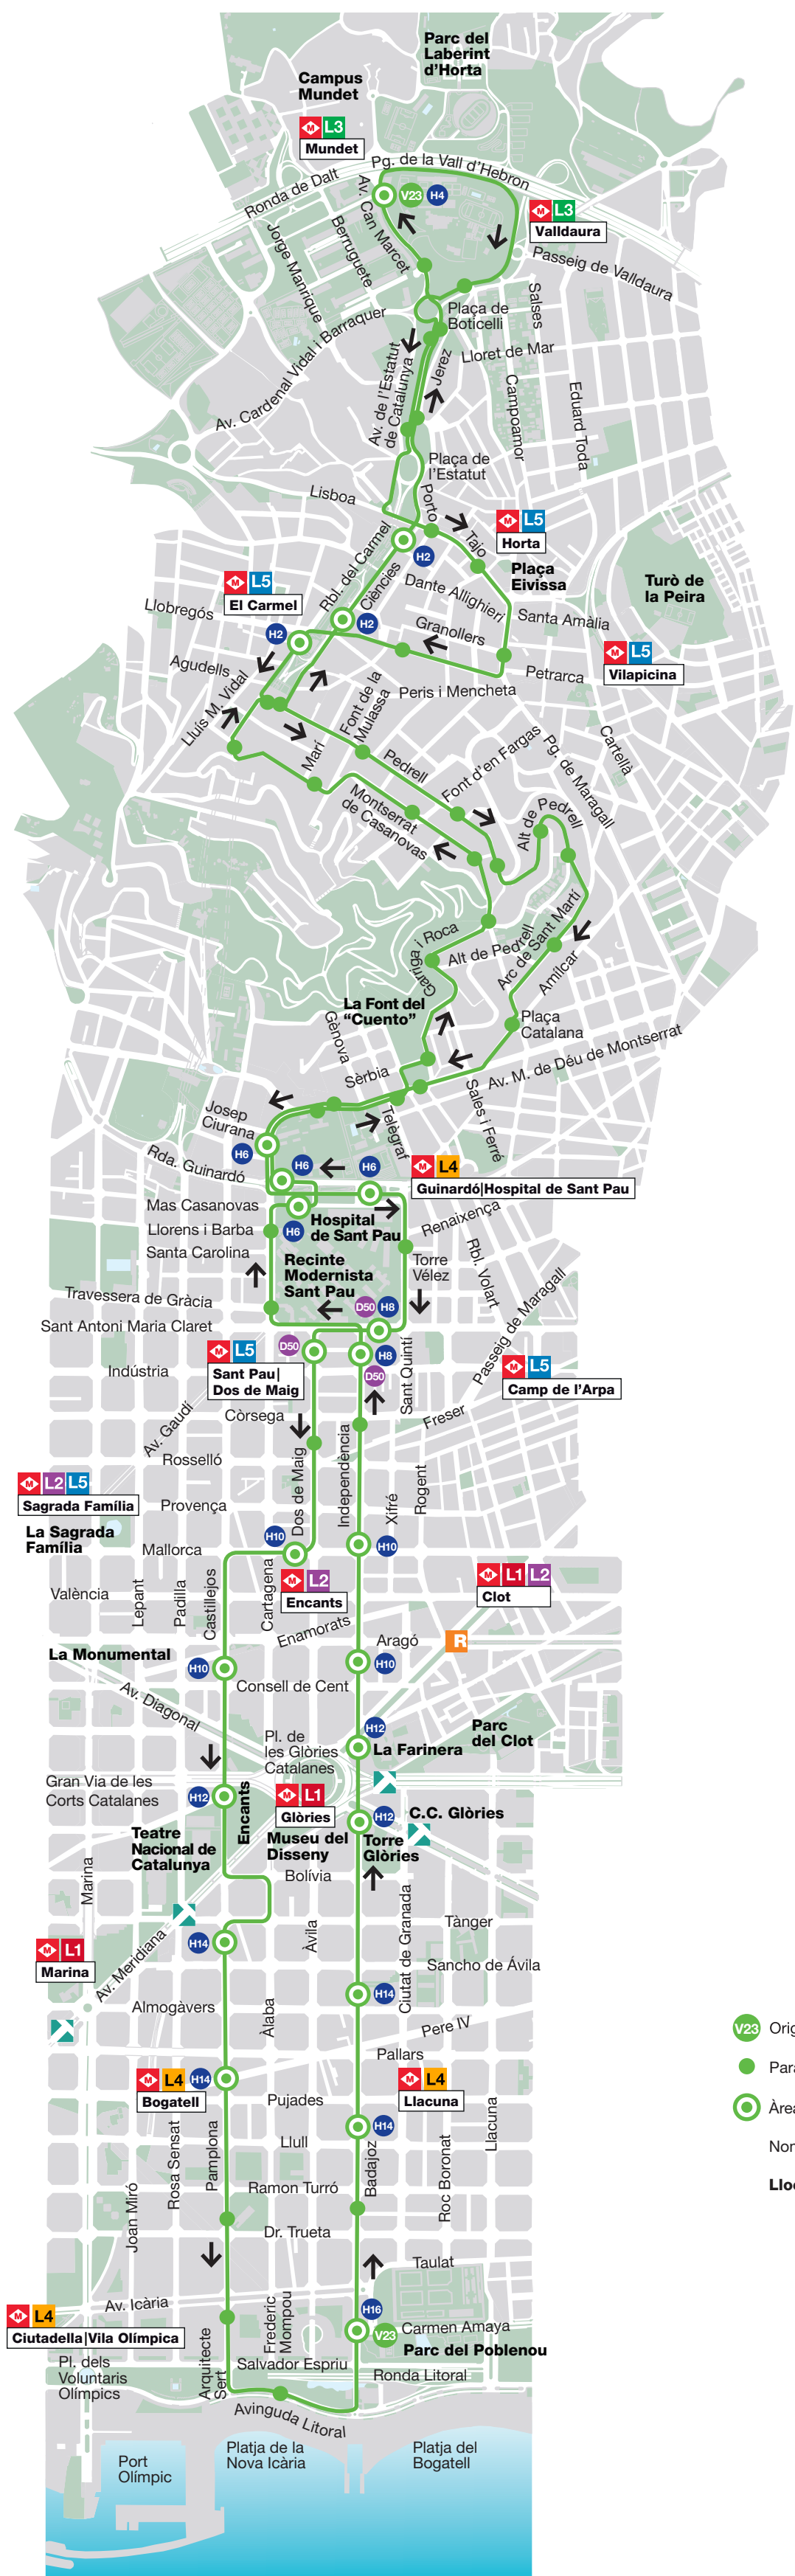 Parc del
Laberint
d'Horta
Campus
Mundet
L3
Mundet
Pg. de la Vall d'Hebron
Ronda de Dalt
V23
H4
L3
Valldaura
Av. Can Marcet
Berruguete
Jorge Manrique
Passeig de Valldaura
Salses
Plaça de
Boticelli
Av. Cardenal Vidal i Barraquer
Lloret de Mar
Av. de l'Estatut
de Catalunya
Jerez
Campoamor
Eduard Toda
Plaça de
l'Estatut
Lisboa
Porto
Tajo
L5
Horta
H2
Rbl. del Carmel
Ciències
Plaça
Eivissa
Turò de
la Peira
L5
El Carmel
Dante Allighieri
Llobregós
H2
H2
Santa Amàlia
Granollers
L5
Vilapicina
Agudells
Petrarca
Lluis M. Vidal
Font de la
Mulassa
Peris i Mencheta
Marí
Pedrell
Font d'en Fargas
Pg. de Maragall
Cartellà
Montserrat
de Casanovas
Alt de Pedrell
Garriga i Roca
Alt de Pedrell
Arc de Sant Martí
Amílcar
La Font del
“Cuento”
Gènova
Plaça
Catalana
Sèrbia
Av. M. de Déu de Montserrat
Josep
Ciurana
Telègraf
Sales i Ferré
H6
Rda. Guinardó
H6
H6
L4
Guinardó|Hospital de Sant Pau
Mas Casanovas
Hospital
de Sant Pau
H6
Renaixença
Llorens i Barba
Santa Carolina
Recinte
Modernista
Sant Pau
Torre
Vélez
Rbl. Volart
Travessera de Gràcia
D50
H8
Passeig de Maragall
Sant Antoni Maria Claret
L5
Sant Pau|
Dos de Maig
D50
H8
D50
Sant Quintí
L5
Camp de l'Arpa
Indústria
Còrsega
Av. Gaudí
Freser
Rosselló
Dos de Maig
Independència
L2 L5
Sagrada Família
Provença
Xifré
Rogent
La Sagrada
Família
Mallorca
H10
H10
L1 L2
Clot
València
Lepant
Padilla
Castillejos
Cartagena
L2
Encants
Enamorats
Aragó
R
La Monumental
H10
H10
Consell de Cent
Av. Diagonal
Pl. de
les Glòries
Catalanes
H12
La Farinera
Parc
del Clot
Gran Via de les
Corts Catalanes
H12
Encants
L1
Glòries
H12
C.C. Glòries
Teatre
Nacional de
Catalunya
Museu del
Disseny
Torre
Glòries
Marina
Bolívia
L1
Marina
H14
Av. Meridiana
Àvila
Ciutat de Granada
Tànger
Sancho de Ávila
H14
Almogàvers
Àlaba
Pere IV
Pallars
L4
H14
Bogatell
L4
Llacuna
Pujades
H14
Llull
Joan Miró
Rosa Sensat
Pamplona
Badajoz
Roc Boronat
Llacuna
Ramon Turró
Dr. Trueta
Taulat
Av. Icària
L4
Ciutadella|Vila Olímpica
Frederic
Mompou
H16
V23
Carmen Amaya
Parc del Poblenou
Pl. dels
Voluntaris
Olímpics
Arquitecte
Sert
Salvador Espriu
Ronda Litoral
Avinguda Litoral
Port
Olímpic
Platja de la
Nova Icària
Platja del
Bogatell
V23
Orig
Para
Àrea
Nom
Lloc